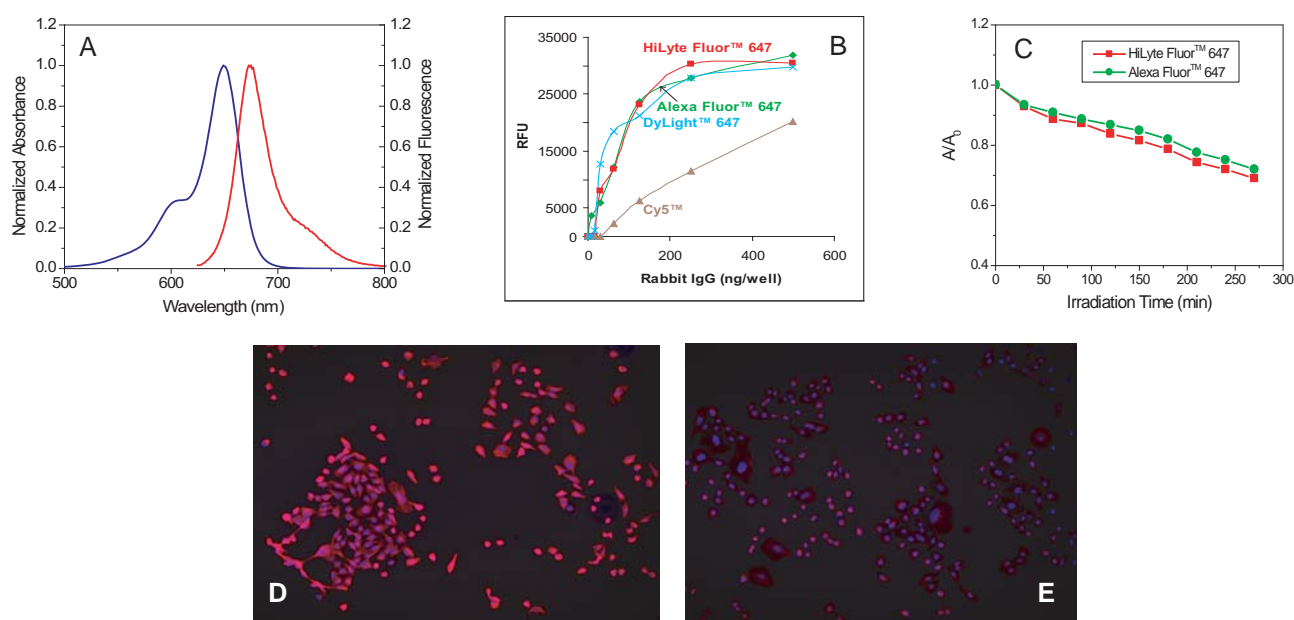 A
Normalized Absorbance
Normalized Fluorescence
1.2
1.0
0.8
0.6
0.4
0.2
0.0
1.2
1.0
0.8
0.6
0.4
0.2
0.0
500
600
700
800
Wavelength (nm)
B
RFU
35000
30000
25000
20000
15000
10000
5000
0
HiLyte Fluor™ 647
Alexa Fluor™ 647
DyLight™ 647
Cy5™
0
200
400
600
Rabbit IgG (ng/well)
C
A/A0
1.2
1.0
0.8
0.6
0.4
HiLyte Fluor™ 647
Alexa Fluor™ 647
0
50
100
150
200
250
300
Irradiation Time (min)
D
E